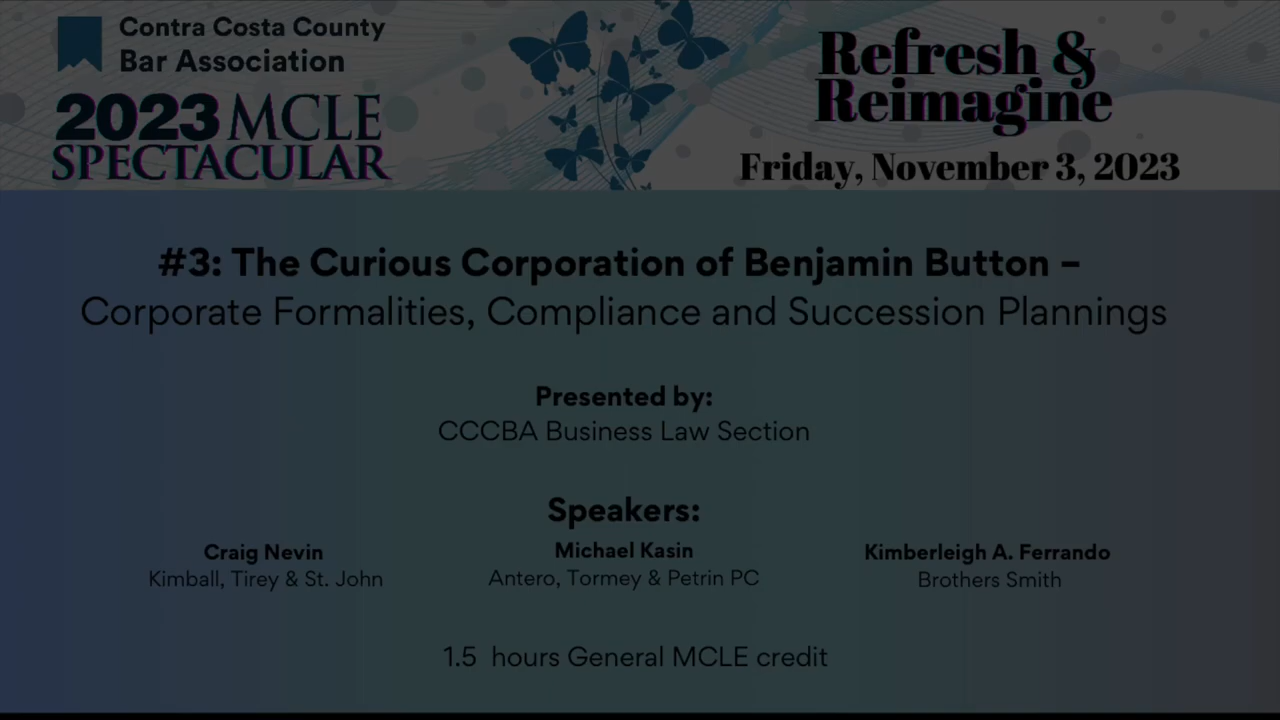 Contra Costa County
Bar Association
2023 MCLE
SPECTACULAR
Refresh &
Reimagine
Friday, November 3, 2023
#3: The Curious Corporation of Benjamin Button –
Corporate Formalities, Compliance and Succession Plannings
Presented by:
CCCBA Business Law Section
Speakers:
Craig Nevin
Kimball, Tirey & St. John
Michael Kasin
Antero, Tormey & Petrin PC
Kimberleigh A. Ferrando
Brothers Smith
1.5 hours General MCLE credit